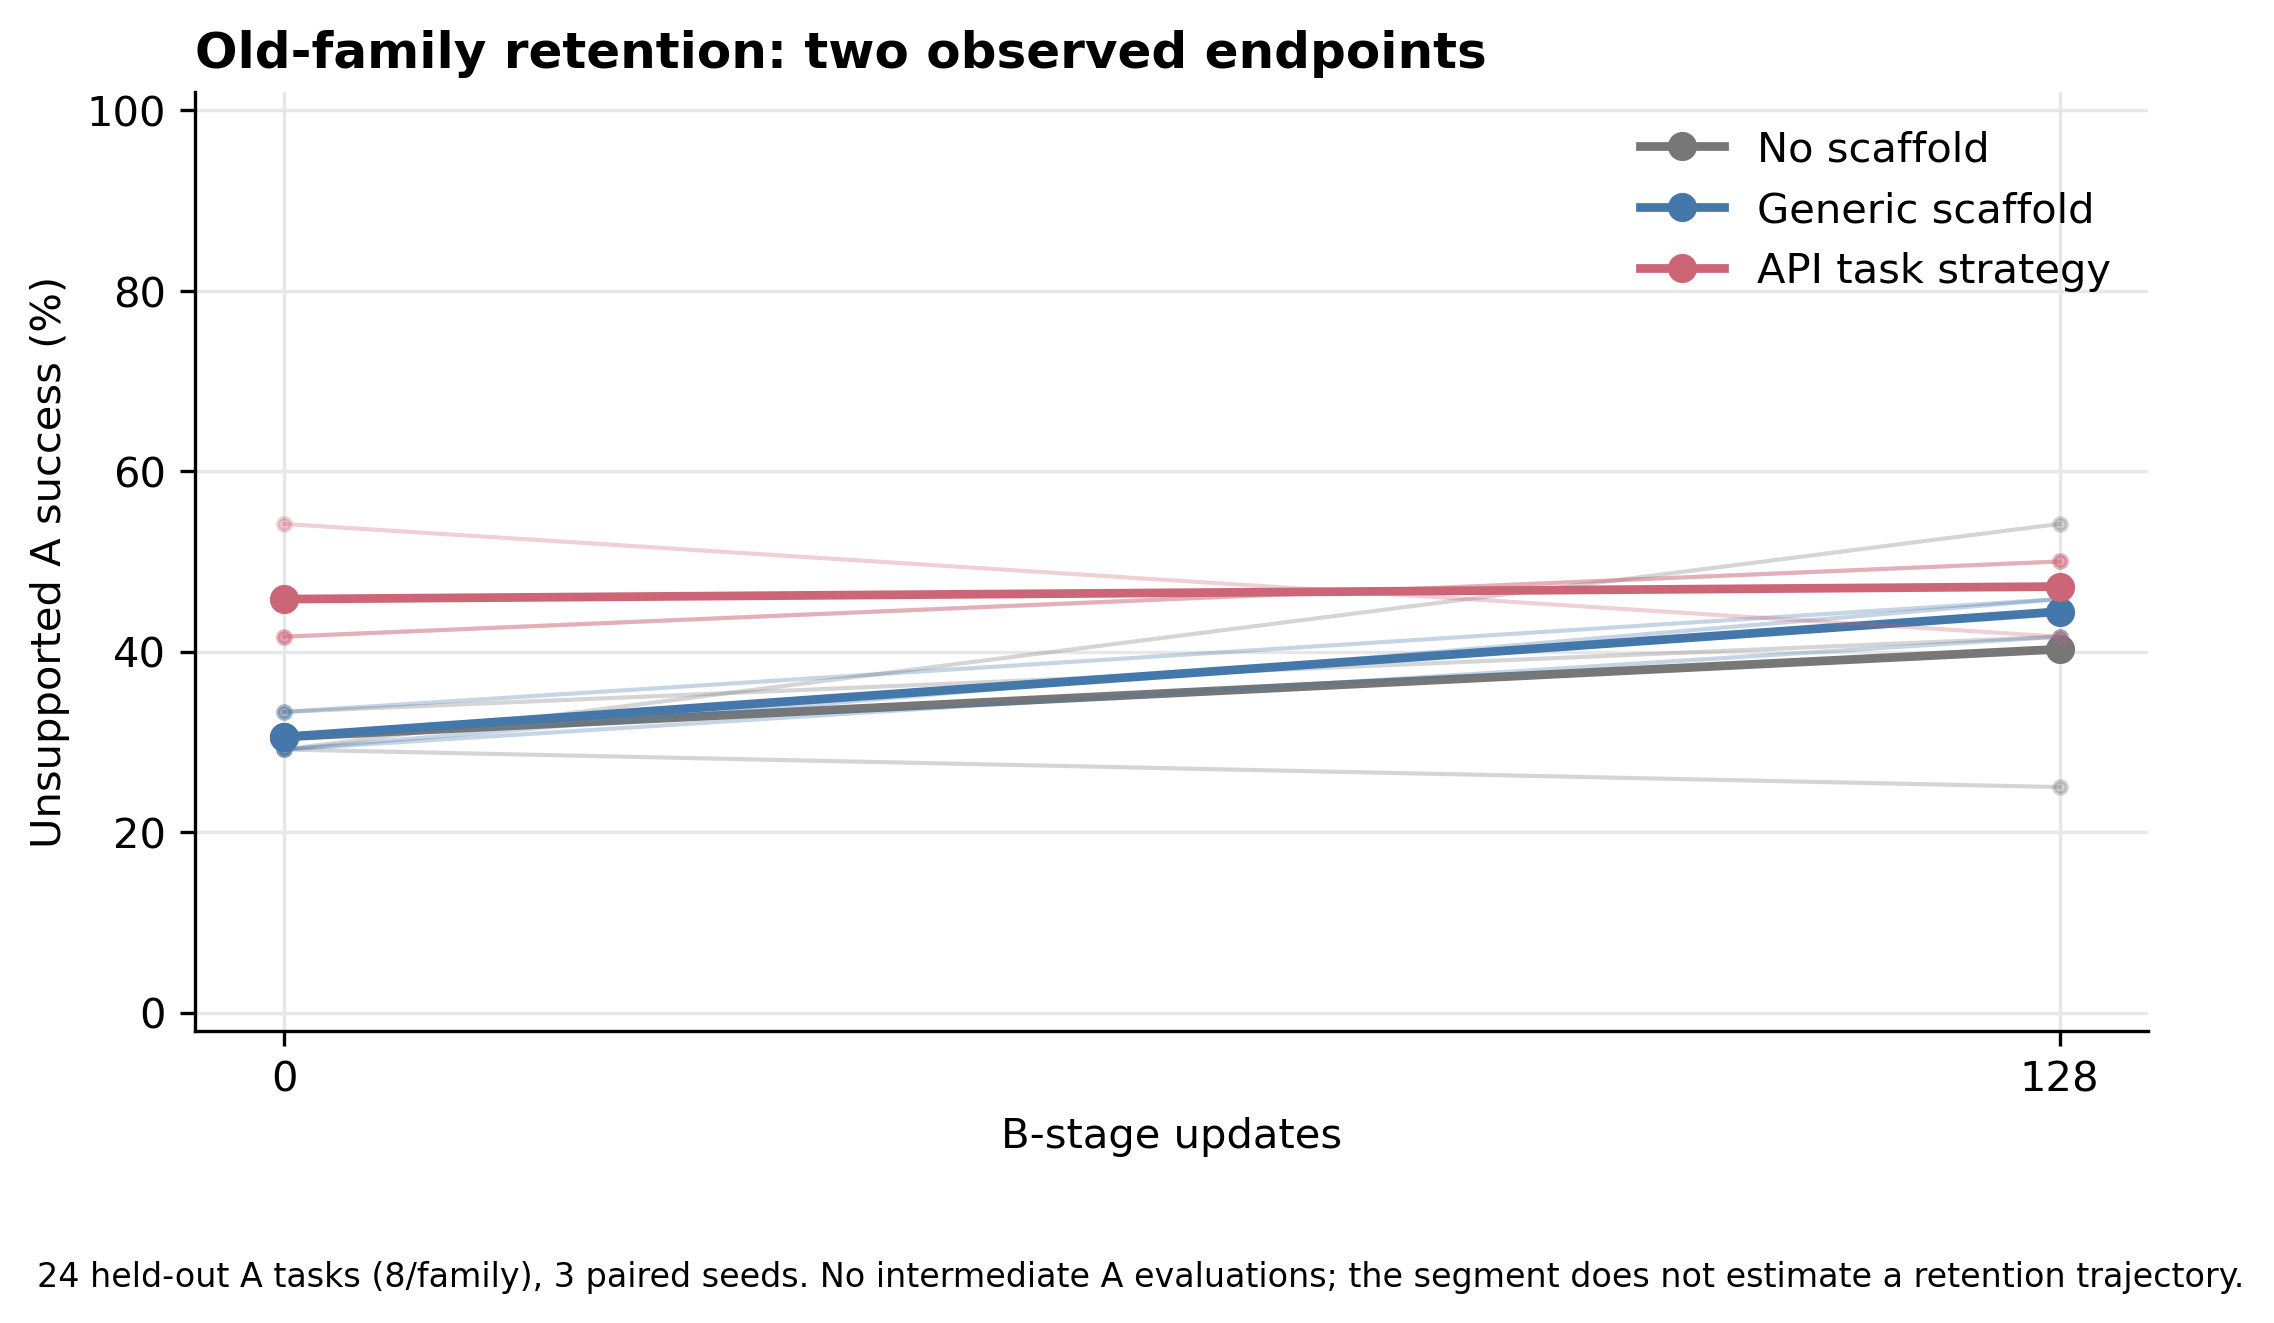 Old-family retention: two observed endpoints
100
80
60
40
20
0
Unsupported A success (%)
No scaffold
Generic scaffold
API task strategy
0
128
B-stage updates
24 held-out A tasks (8/family), 3 paired seeds. No intermediate A evaluations; the segment does not estimate a retention trajectory.